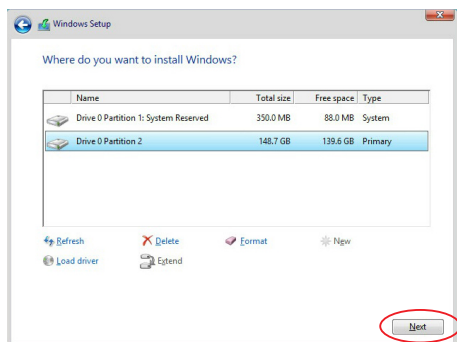 Windows Setup
Where do you want to install Windows?
Name Total size Free space Type
Drive 0 Partition 1: System Reserved 350.0 MB 88.0 MB System
Drive 0 Partition 2 148.7 GB 139.6 GB Primary
Refresh Delete Format New
Load driver Extend
Next